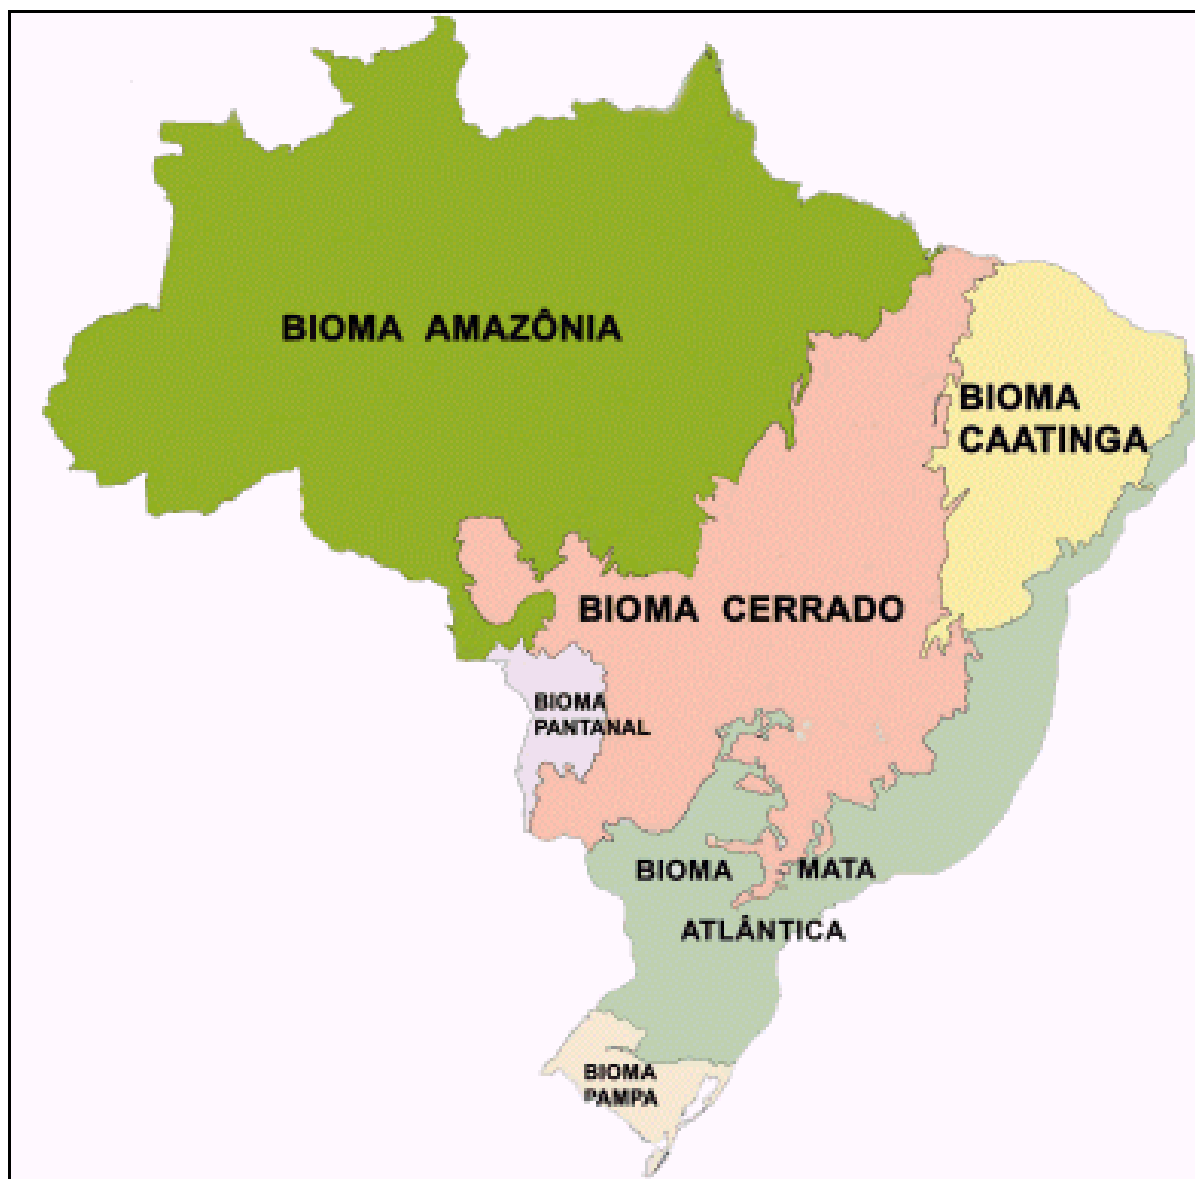 BIOMA AMAZÔNIA
BIOMA
CAATINGA
BIOMA CERRADO
BIOMA
PANTANAL
BIOMA MATA
ATLÂNTICA
BIOMA
PAMPA